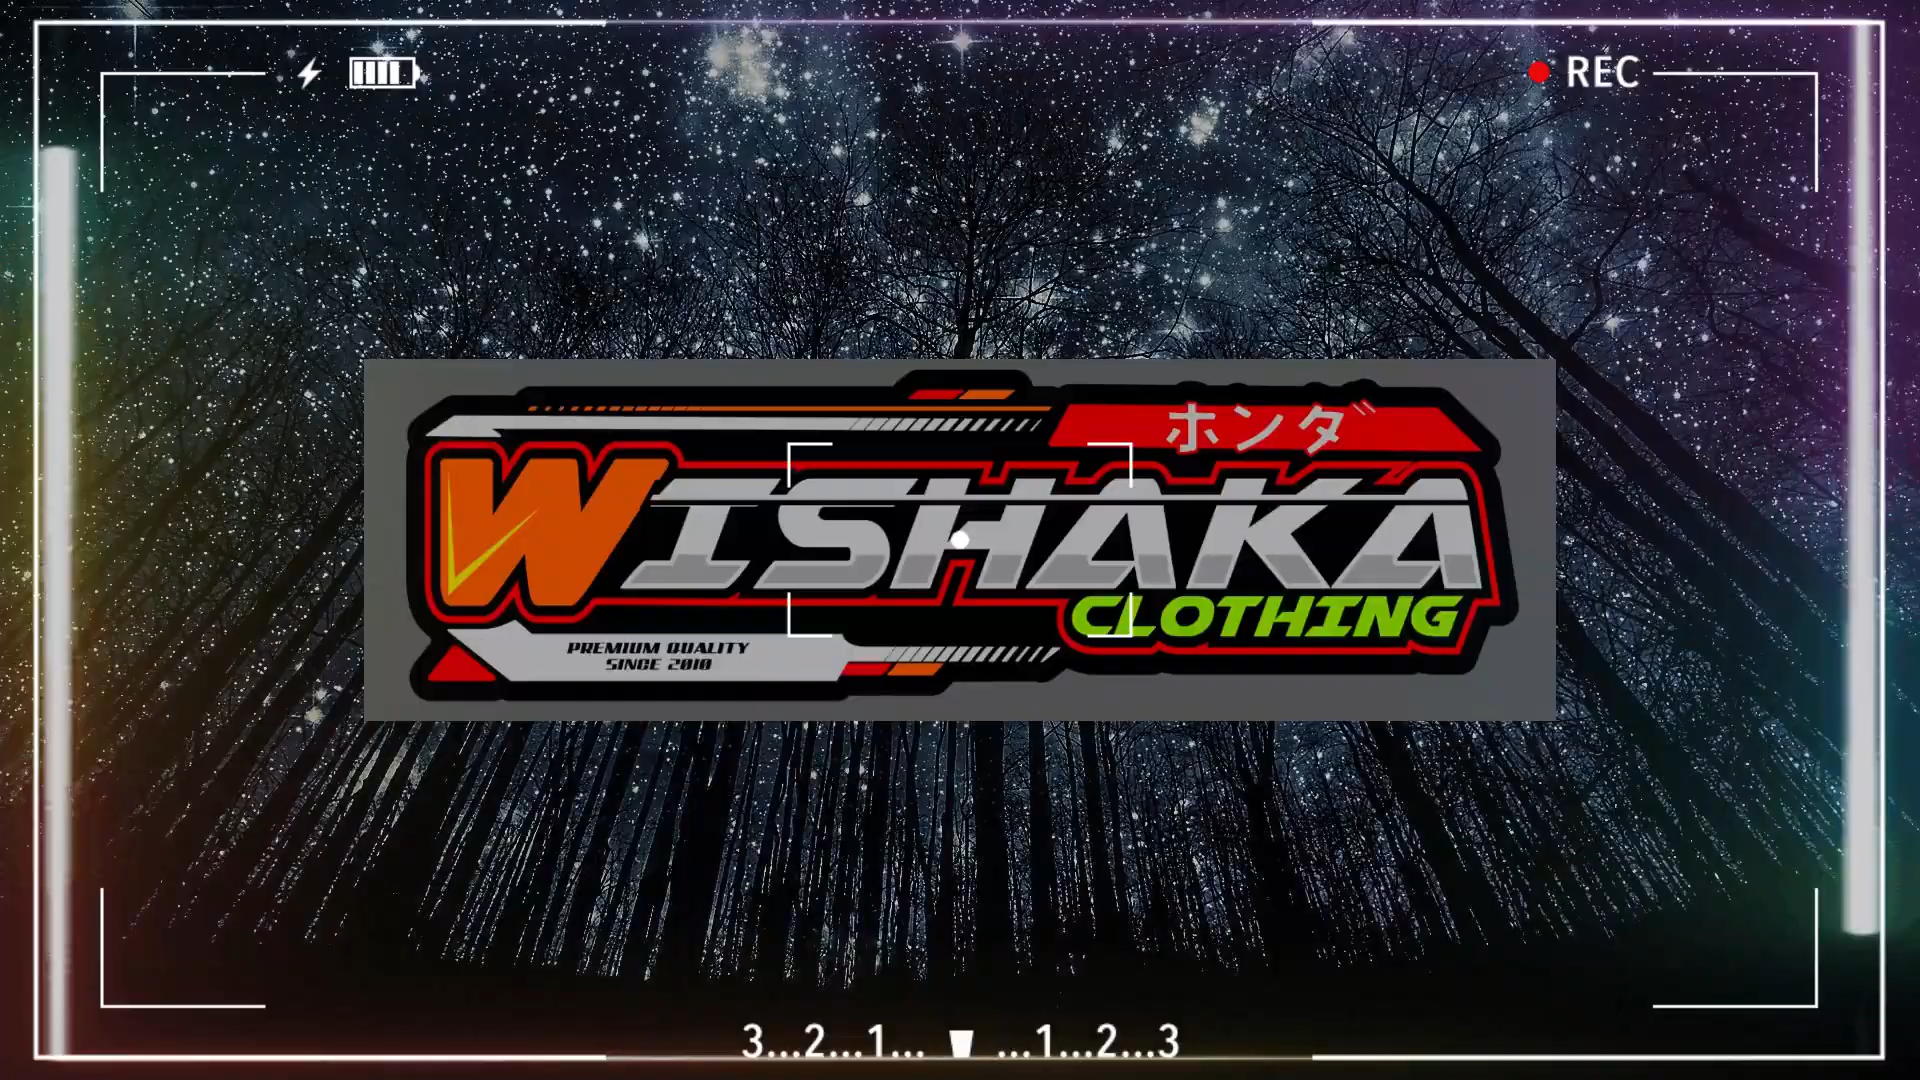 REC
ホンダ
WISHAKA
CLOTHING
PREMIUM QUALITY
SINCE 2010
3...2...1... ...1...2...3